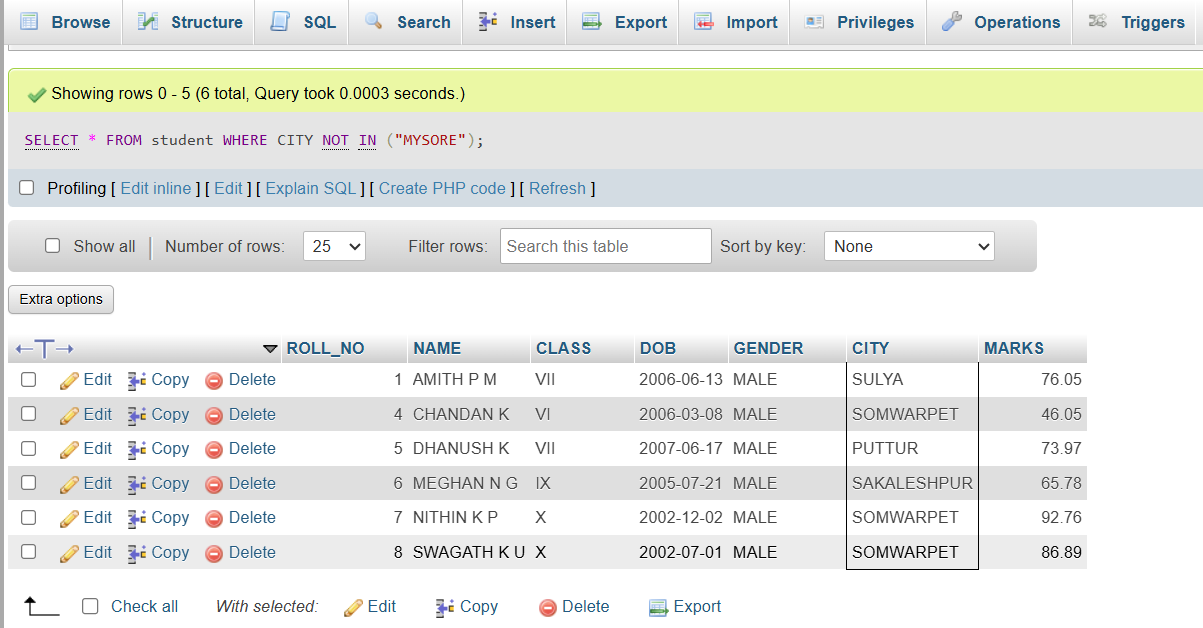 Browse Structure SQL Search Insert Export Import Privileges Operations Triggers
Showing rows 0 - 5 (6 total, Query took 0.0003 seconds.)
SELECT * FROM student WHERE CITY NOT IN ("MYSORE");
Profiling [ Edit inline ] [ Edit ] [ Explain SQL ] [ Create PHP code ] [ Refresh ]
Show all Number of rows: 25 Filter rows: Search this table Sort by key: None
Extra options
ROLL_NO NAME CLASS DOB GENDER CITY MARKS
Edit Copy Delete 1 AMITH P M VII 2006-06-13 MALE SULYA 76.05
Edit Copy Delete 4 CHANDAN K VI 2006-03-08 MALE SOMWARPET 46.05
Edit Copy Delete 5 DHANUSH K VII 2007-06-17 MALE PUTTUR 73.97
Edit Copy Delete 6 MEGHAN N G IX 2005-07-21 MALE SAKALESHPUR 65.78
Edit Copy Delete 7 NITHIN K P X 2002-12-02 MALE SOMWARPET 92.76
Edit Copy Delete 8 SWAGATH K U X 2002-07-01 MALE SOMWARPET 86.89
Check all With selected: Edit Copy Delete Export